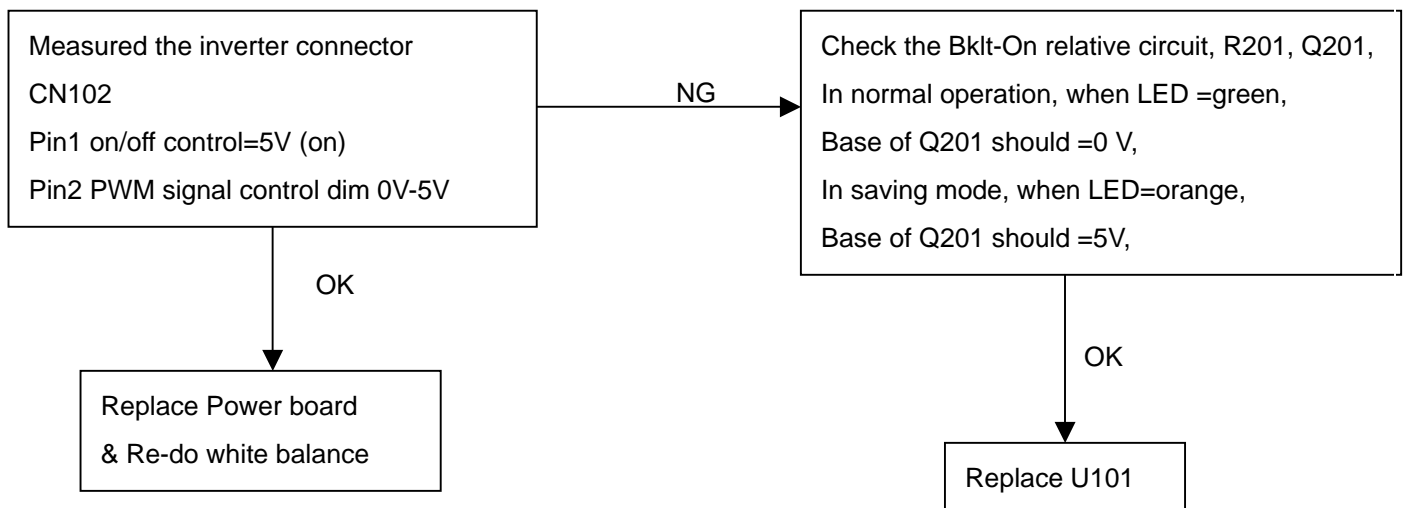 Measured the inverter connector
CN102
Pin1 on/off control=5V (on)
Pin2 PWM signal control dim 0V-5V
NG
Check the Bklt-On relative circuit, R201, Q201,
In normal operation, when LED =green,
Base of Q201 should =0 V,
In saving mode, when LED=orange,
Base of Q201 should =5V,
OK
OK
Replace Power board
& Re-do white balance
Replace U101